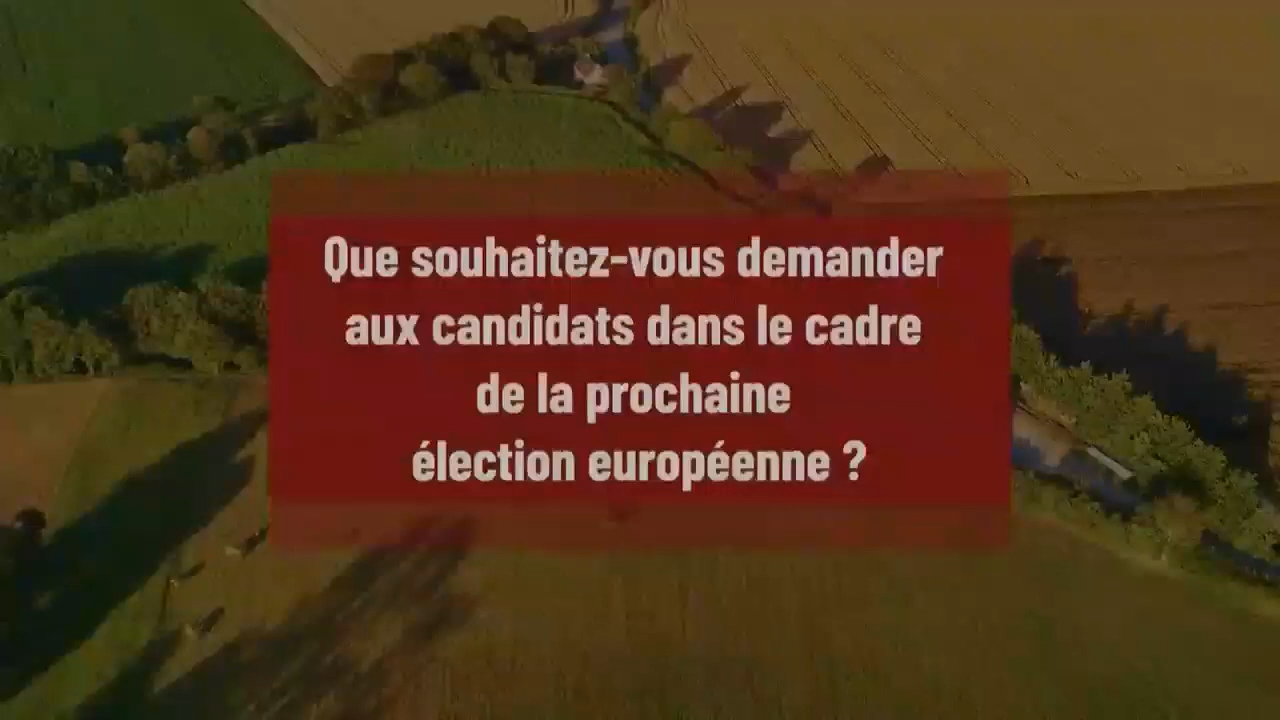 Que souhaitez-vous demander
aux candidats dans le cadre
de la prochaine
élection européenne ?